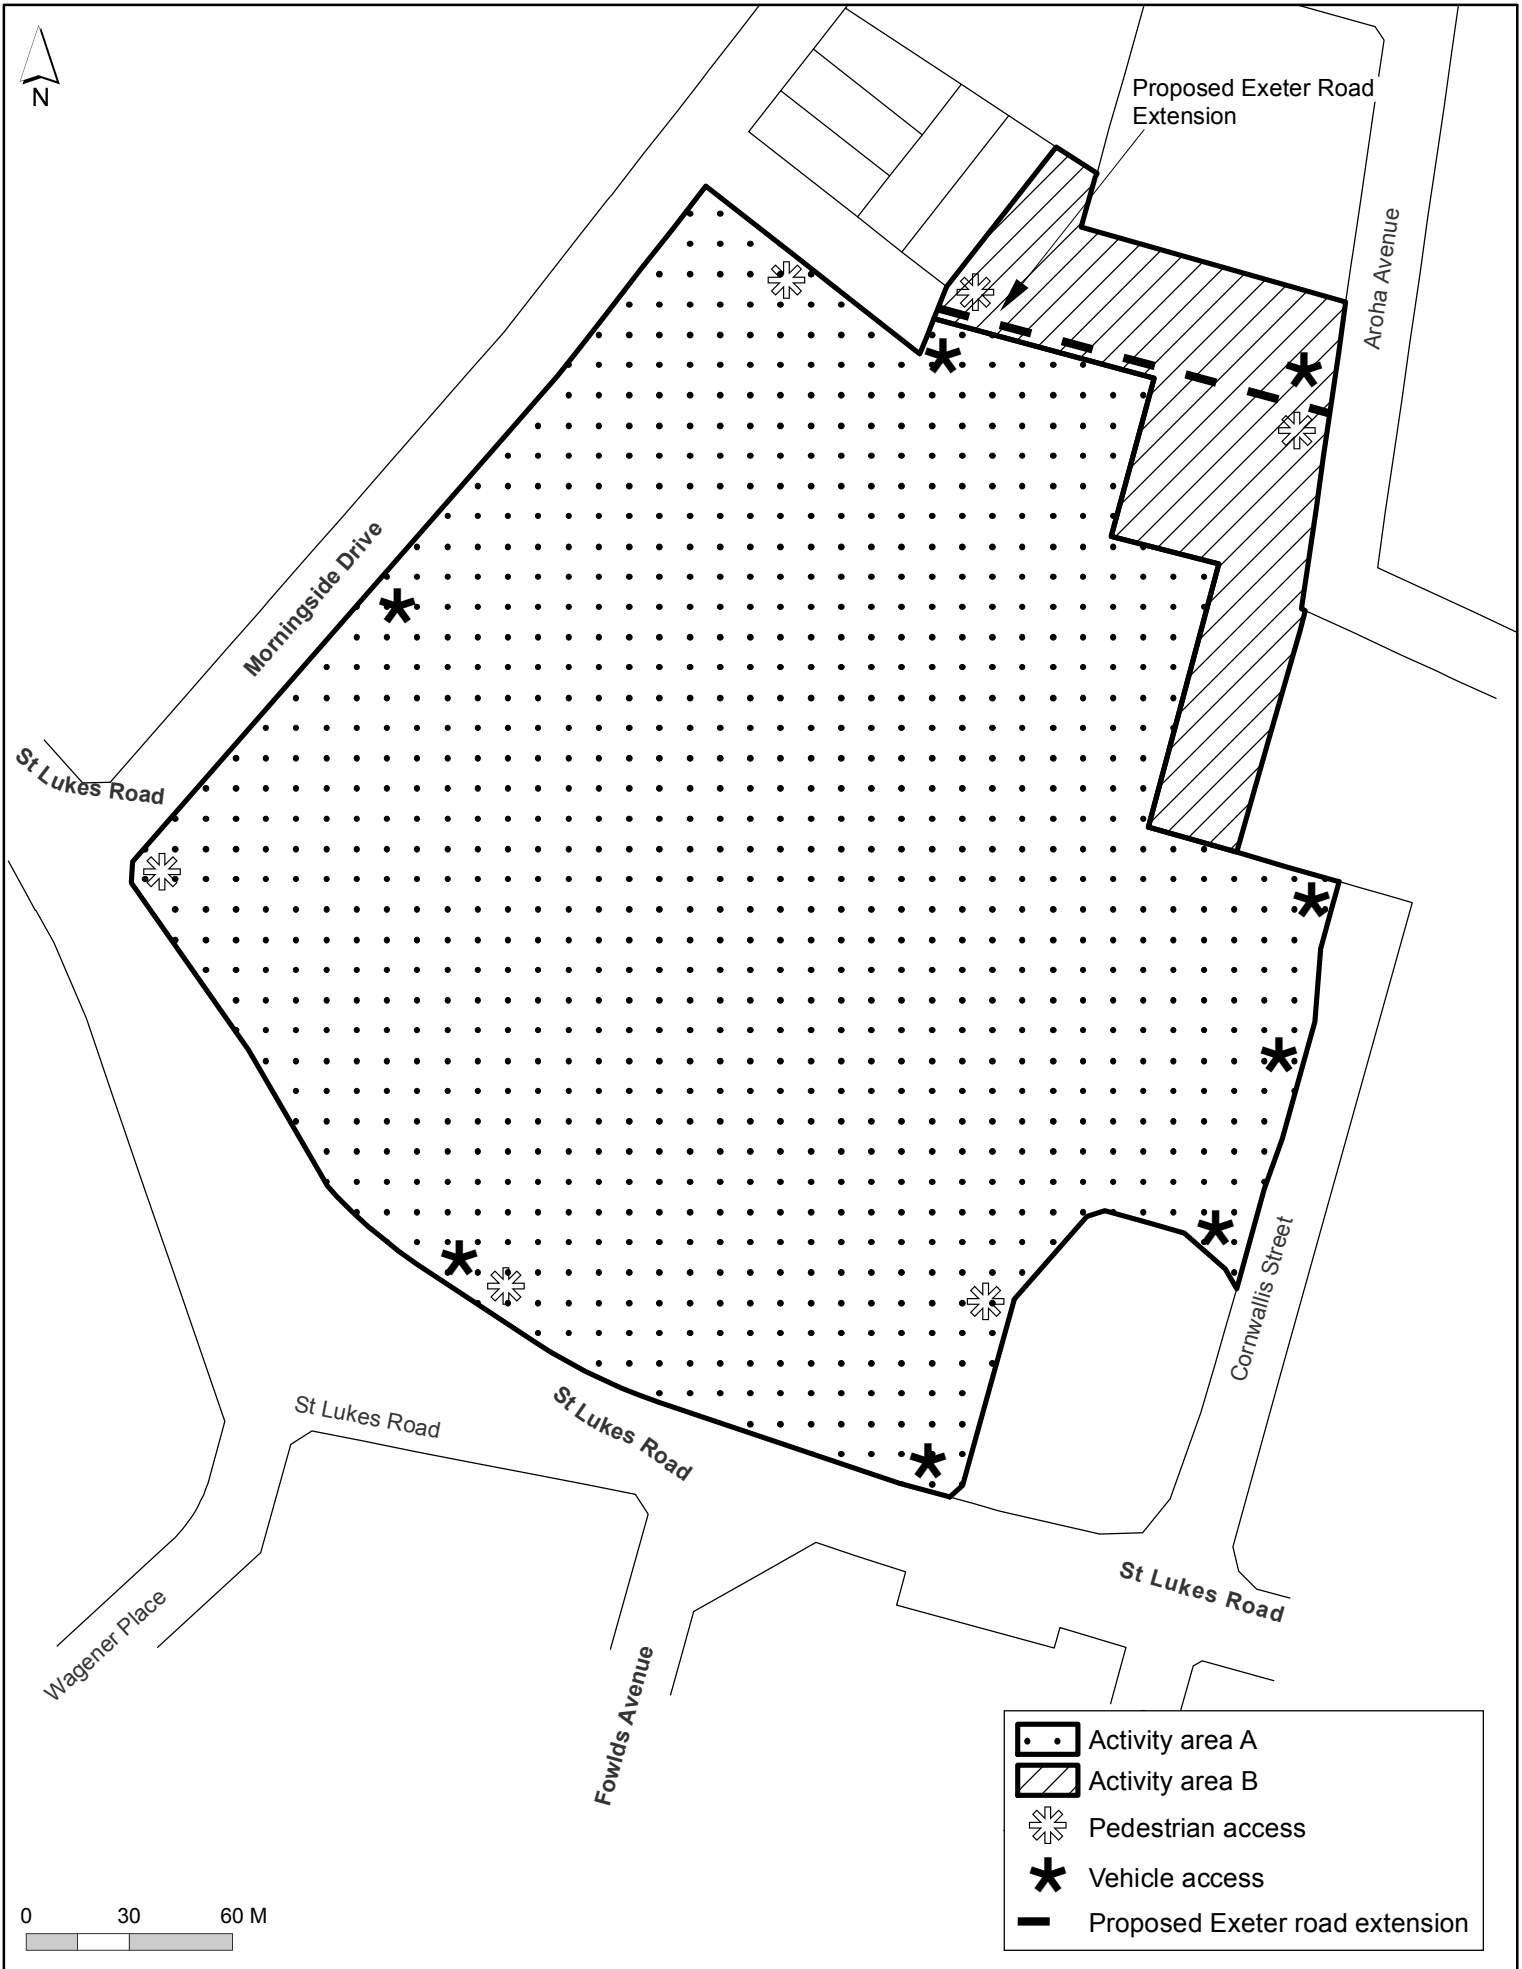 N
Proposed Exeter Road
Extension
Aroha Avenue
Morningside Drive
St Lukes Road
Cornwallis Street
St Lukes Road
St Lukes Road
St Lukes Road
Wagener Place
Fowlds Avenue
Activity area A
Activity area B
Pedestrian access
Vehicle access
Proposed Exeter road extension
0 30 60 M